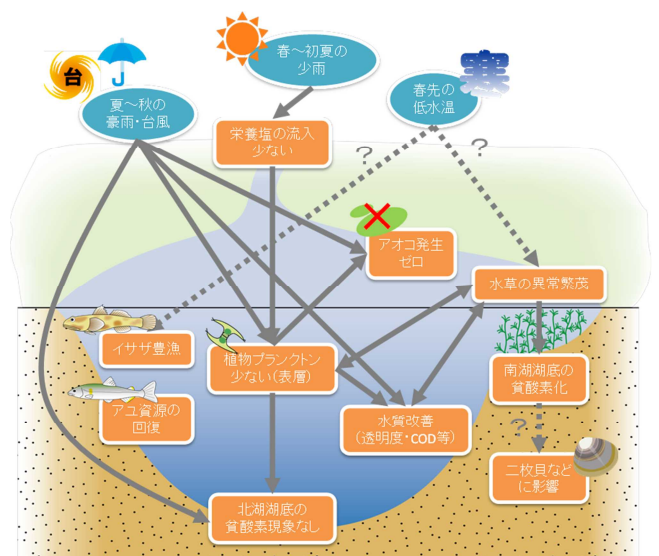 台
夏～秋の
豪雨・台風
春～初夏の
少雨
春先の
低水温
寒
栄養塩の流入
少ない
?
?
アオコ発生
ゼロ
水草の異常繁茂
イサザ豊漁
植物プランクトン
少ない(表層)
南湖湖底の
貧酸素化
アユ資源の
回復
水質改善
(透明度・COD等)
?
二枚貝など
に影響
北湖湖底の
貧酸素現象なし